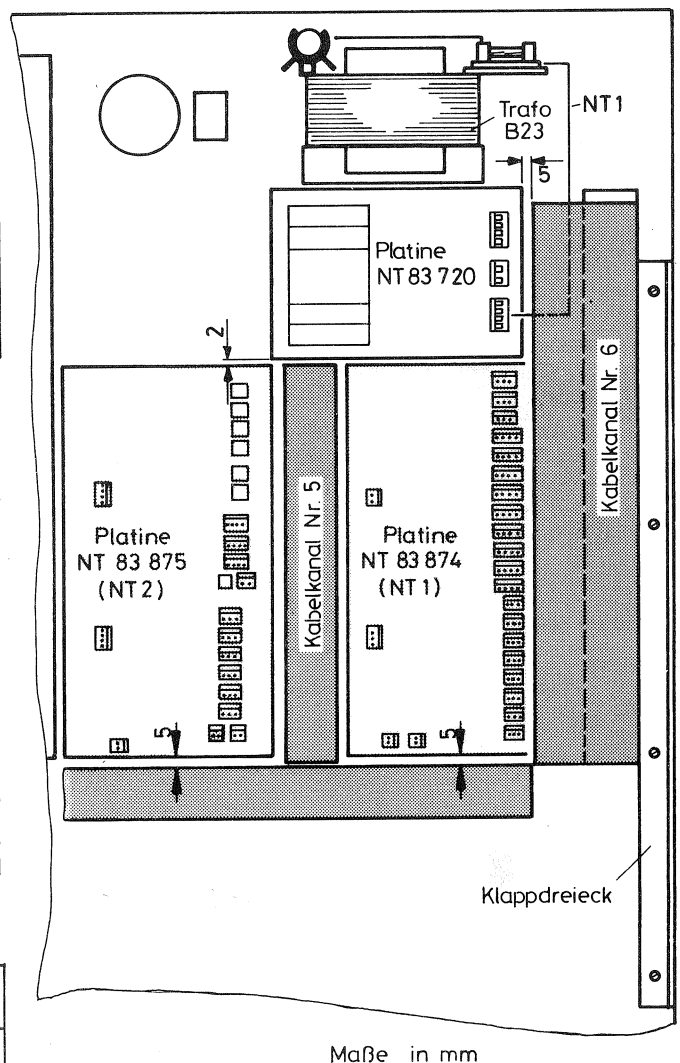 Trafo
B23
NT1
5
Platine
NT 83 720
2
Kabelkanal Nr. 6
Kabelkanal Nr. 5
Platine
NT 83 875
(NT2)
Platine
NT 83 874
(NT1)
5
5
Klappdreieck
Maße in mm